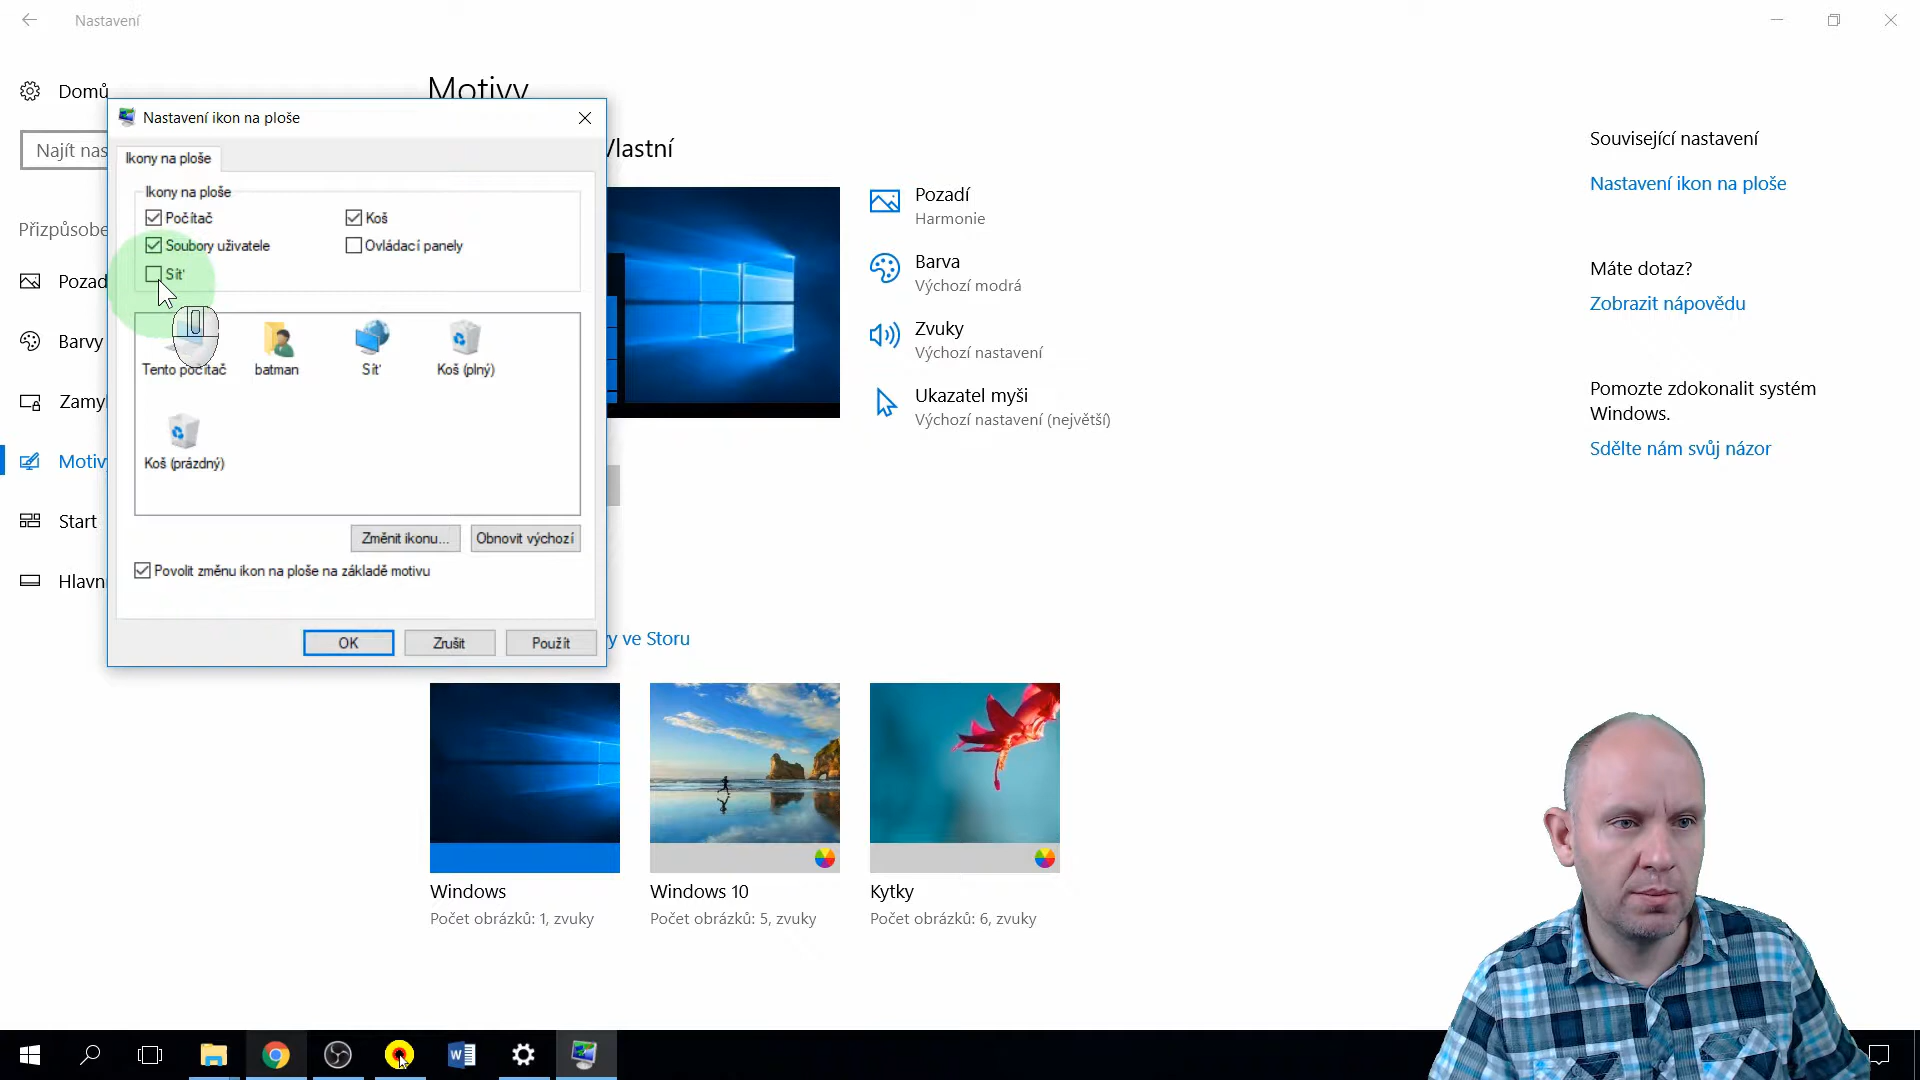 Nastavení
Domů
Najít nas
Přizpůsobe
Pozad
Barvy
Zamyk
Motivy
Start
Hlavn
Motivy
Vlastní
Nastavení ikon na ploše
Ikony na ploše
Ikony na ploše
Počítač
Koš
Soubory uživatele
Ovládací panely
Síť
Tento počítač
batman
Síť
Koš (plný)
Koš (prázdný)
Změnit ikonu...
Obnovit výchozí
Povolit změnu ikon na ploše na základě motivu
OK
Zrušit
Použít
Pozadí
Harmonie
Barva
Výchozí modrá
Zvuky
Výchozí nastavení
Ukazatel myši
Výchozí nastavení (největší)
y ve Storu
Windows
Počet obrázků: 1, zvuky
Windows 10
Počet obrázků: 5, zvuky
Kytky
Počet obrázků: 6, zvuky
Související nastavení
Nastavení ikon na ploše
Máte dotaz?
Zobrazit nápovědu
Pomozte zdokonalit systém
Windows.
Sdělte nám svůj názor